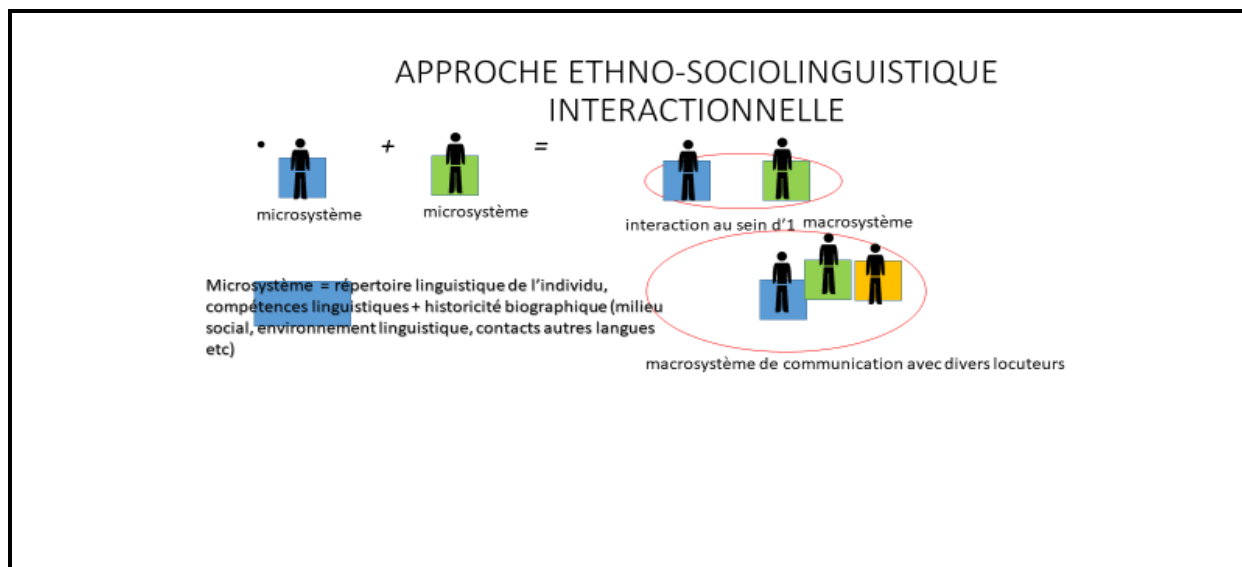 APPROCHE ETHNO-SOCIOLINGUISTIQUE
INTERACTIONNELLE
• + =
microsystème
microsystème
interaction au sein d’1 macrosystème
Microsystème = répertoire linguistique de l’individu,
compétences linguistiques + historicité biographique (milieu
social, environnement linguistique, contacts autres langues
etc)
macrosystème de communication avec divers locuteurs